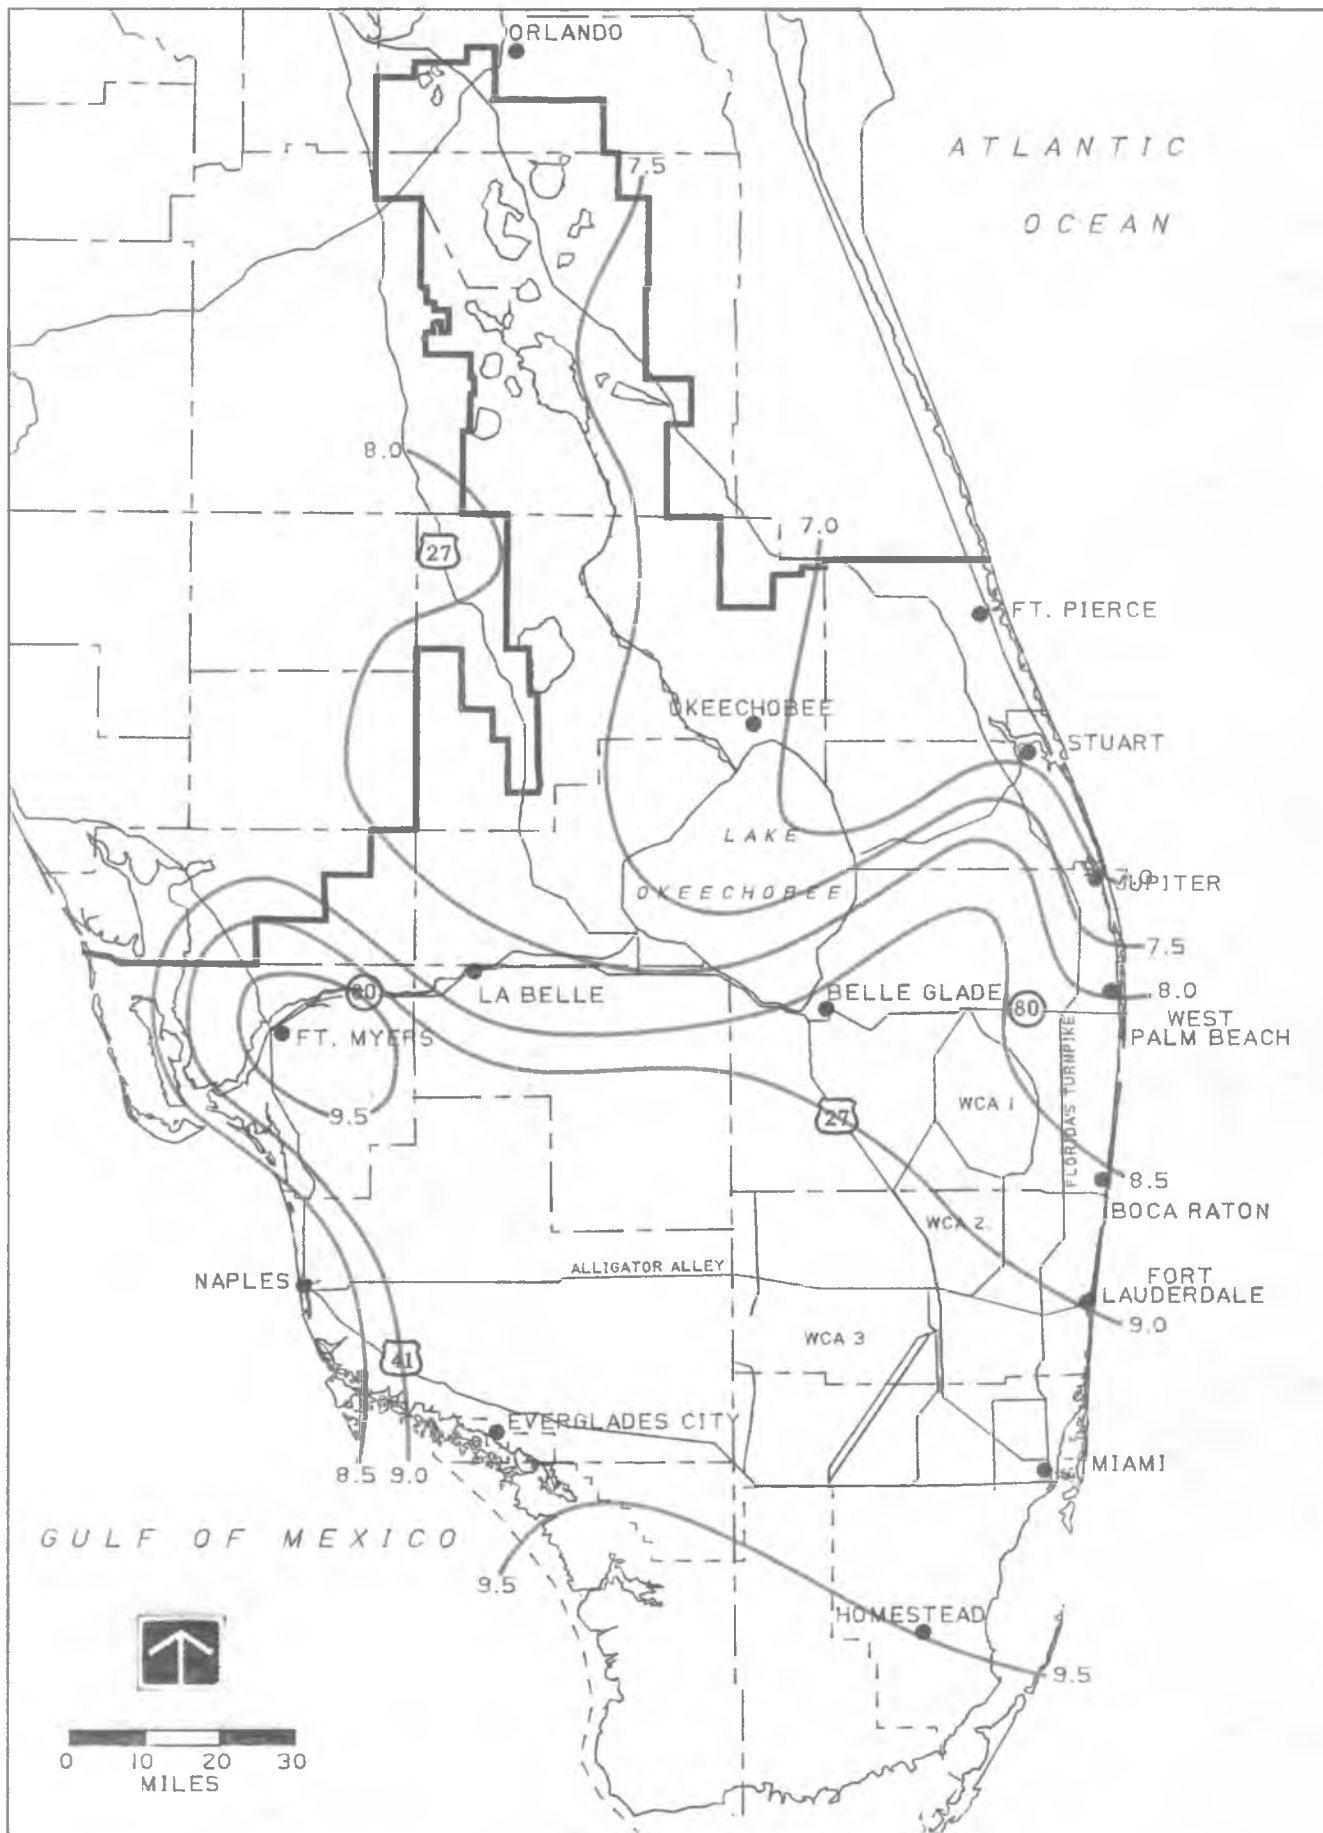 ORLANDO
ATLANTIC
OCEAN
7.5
8.0
27
7.0
FT. PIERCE
OKEECHOBEE
STUART
LAKE
OKEECHOBEE
7.0
JUPITER
7.5
80
LA BELLE
BELLE GLADE
80
8.0
WEST
PALM BEACH
FT. MYERS
9.5
27
WCA 1
FLORIDA'S TURNPIKE
8.5
BOCA RATON
WCA 2
NAPLES
ALLIGATOR ALLEY
FORT
LAUDERDALE
9.0
WCA 3
41
EVERGLADES CITY
8.5
9.0
MIAMI
GULF OF MEXICO
9.5
HOMESTEAD
9.5
0 10 20 30
MILES